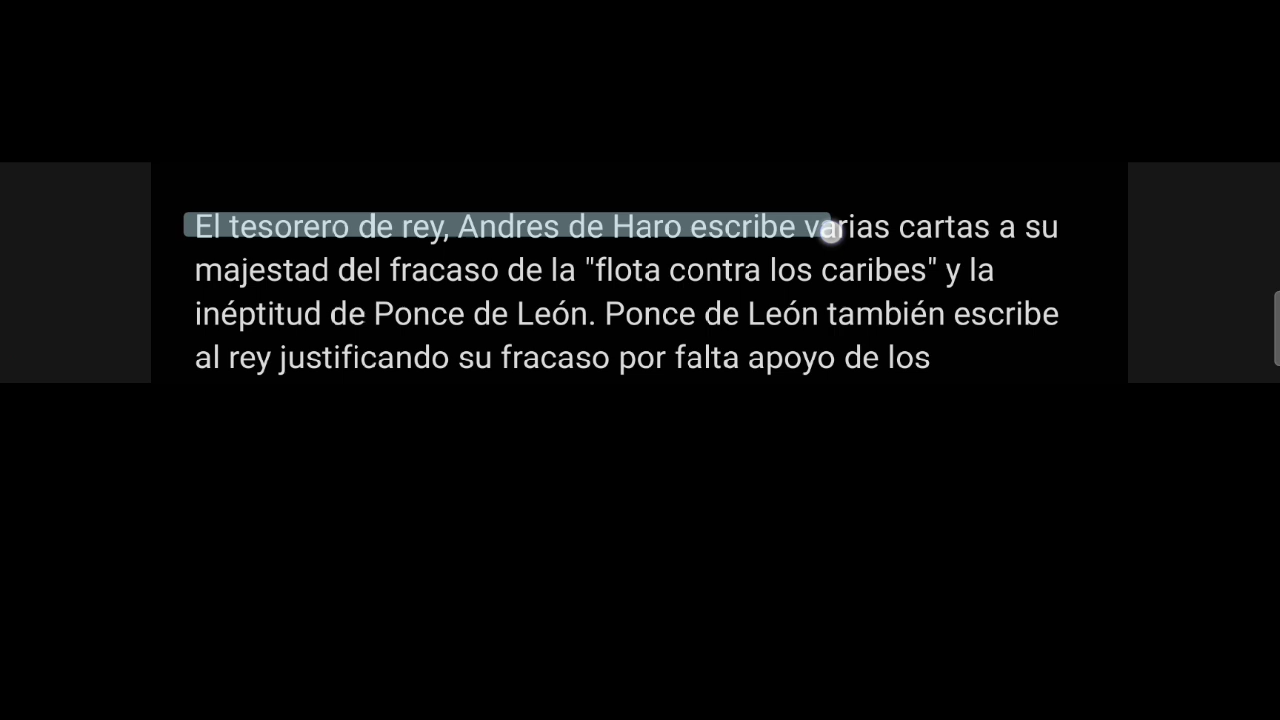 El tesorero de rey, Andres de Haro escribe varias cartas a su
majestad del fracaso de la "flota contra los caribes" y la
inéptitud de Ponce de León. Ponce de León también escribe
al rey justificando su fracaso por falta apoyo de los